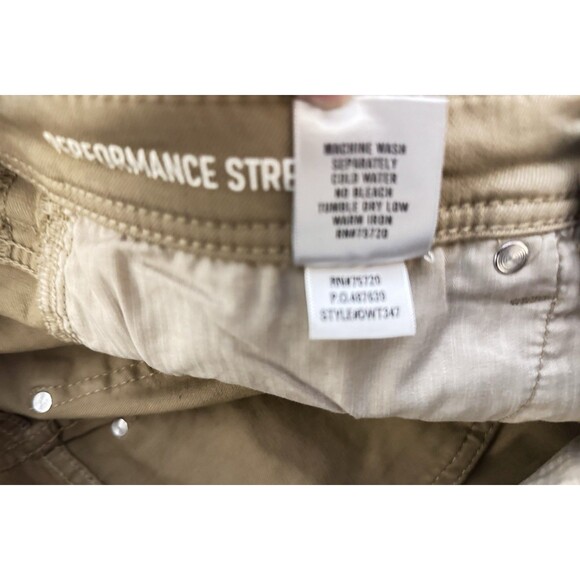 PERFORMANCE STRE
MACHINE WASH
SEPARATELY
COLD WATER
NO BLEACH
TUMBLE DRY LOW
WARM IRON
RN#75720
RN#75720
P.O.487639
STYLE#DWT347